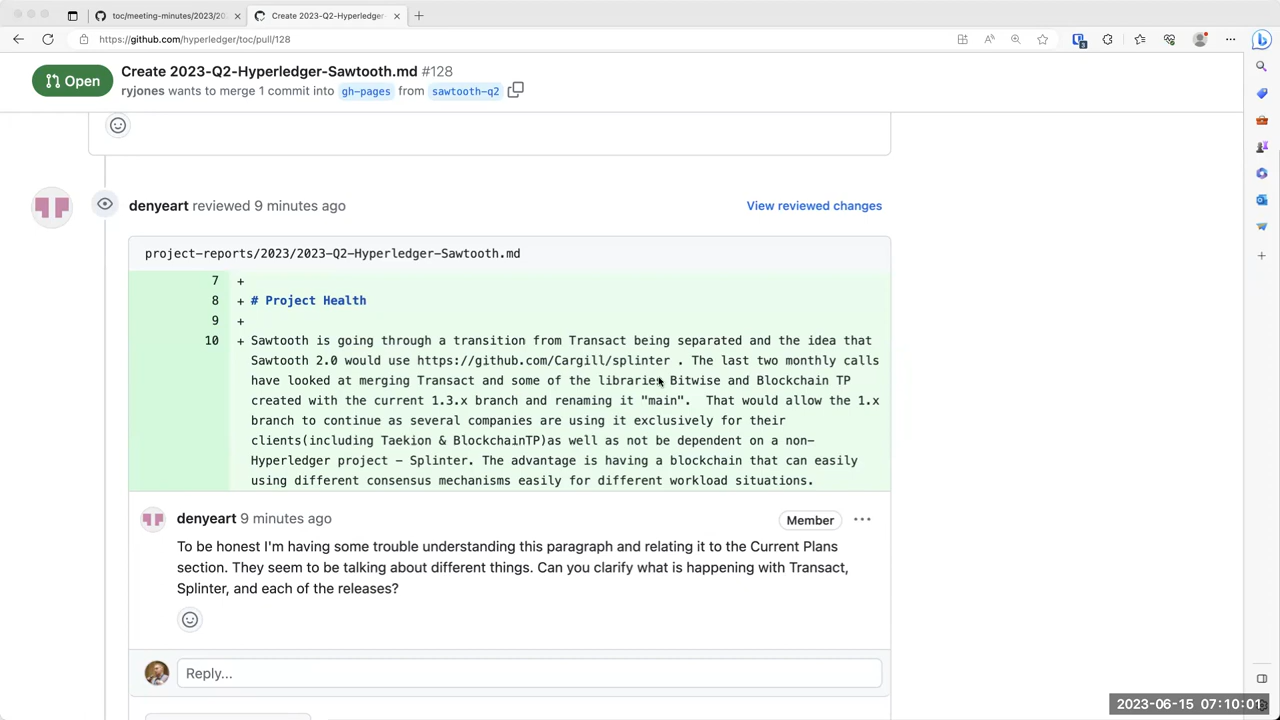 toc/meeting-minutes/2023/202
Create 2023-Q2-Hyperledger-
https://github.com/hyperledger/toc/pull/128
Open
Create 2023-Q2-Hyperledger-Sawtooth.md #128
ryjones wants to merge 1 commit into gh-pages from sawtooth-q2
denyeart reviewed 9 minutes ago
View reviewed changes
project-reports/2023/2023-Q2-Hyperledger-Sawtooth.md
7 +
8 + # Project Health
9 +
10 + Sawtooth is going through a transition from Transact being separated and the idea that
Sawtooth 2.0 would use https://github.com/Cargill/splinter . The last two monthly calls
have looked at merging Transact and some of the libraries Bitwise and Blockchain TP
created with the current 1.3.x branch and renaming it "main".  That would allow the 1.x
branch to continue as several companies are using it exclusively for their
clients(including Taekion & BlockchainTP)as well as not be dependent on a non-
Hyperledger project – Splinter. The advantage is having a blockchain that can easily
using different consensus mechanisms easily for different workload situations.
denyeart 9 minutes ago
Member
To be honest I'm having some trouble understanding this paragraph and relating it to the Current Plans
section. They seem to be talking about different things. Can you clarify what is happening with Transact,
Splinter, and each of the releases?
Reply...
2023-06-15 07:10:01